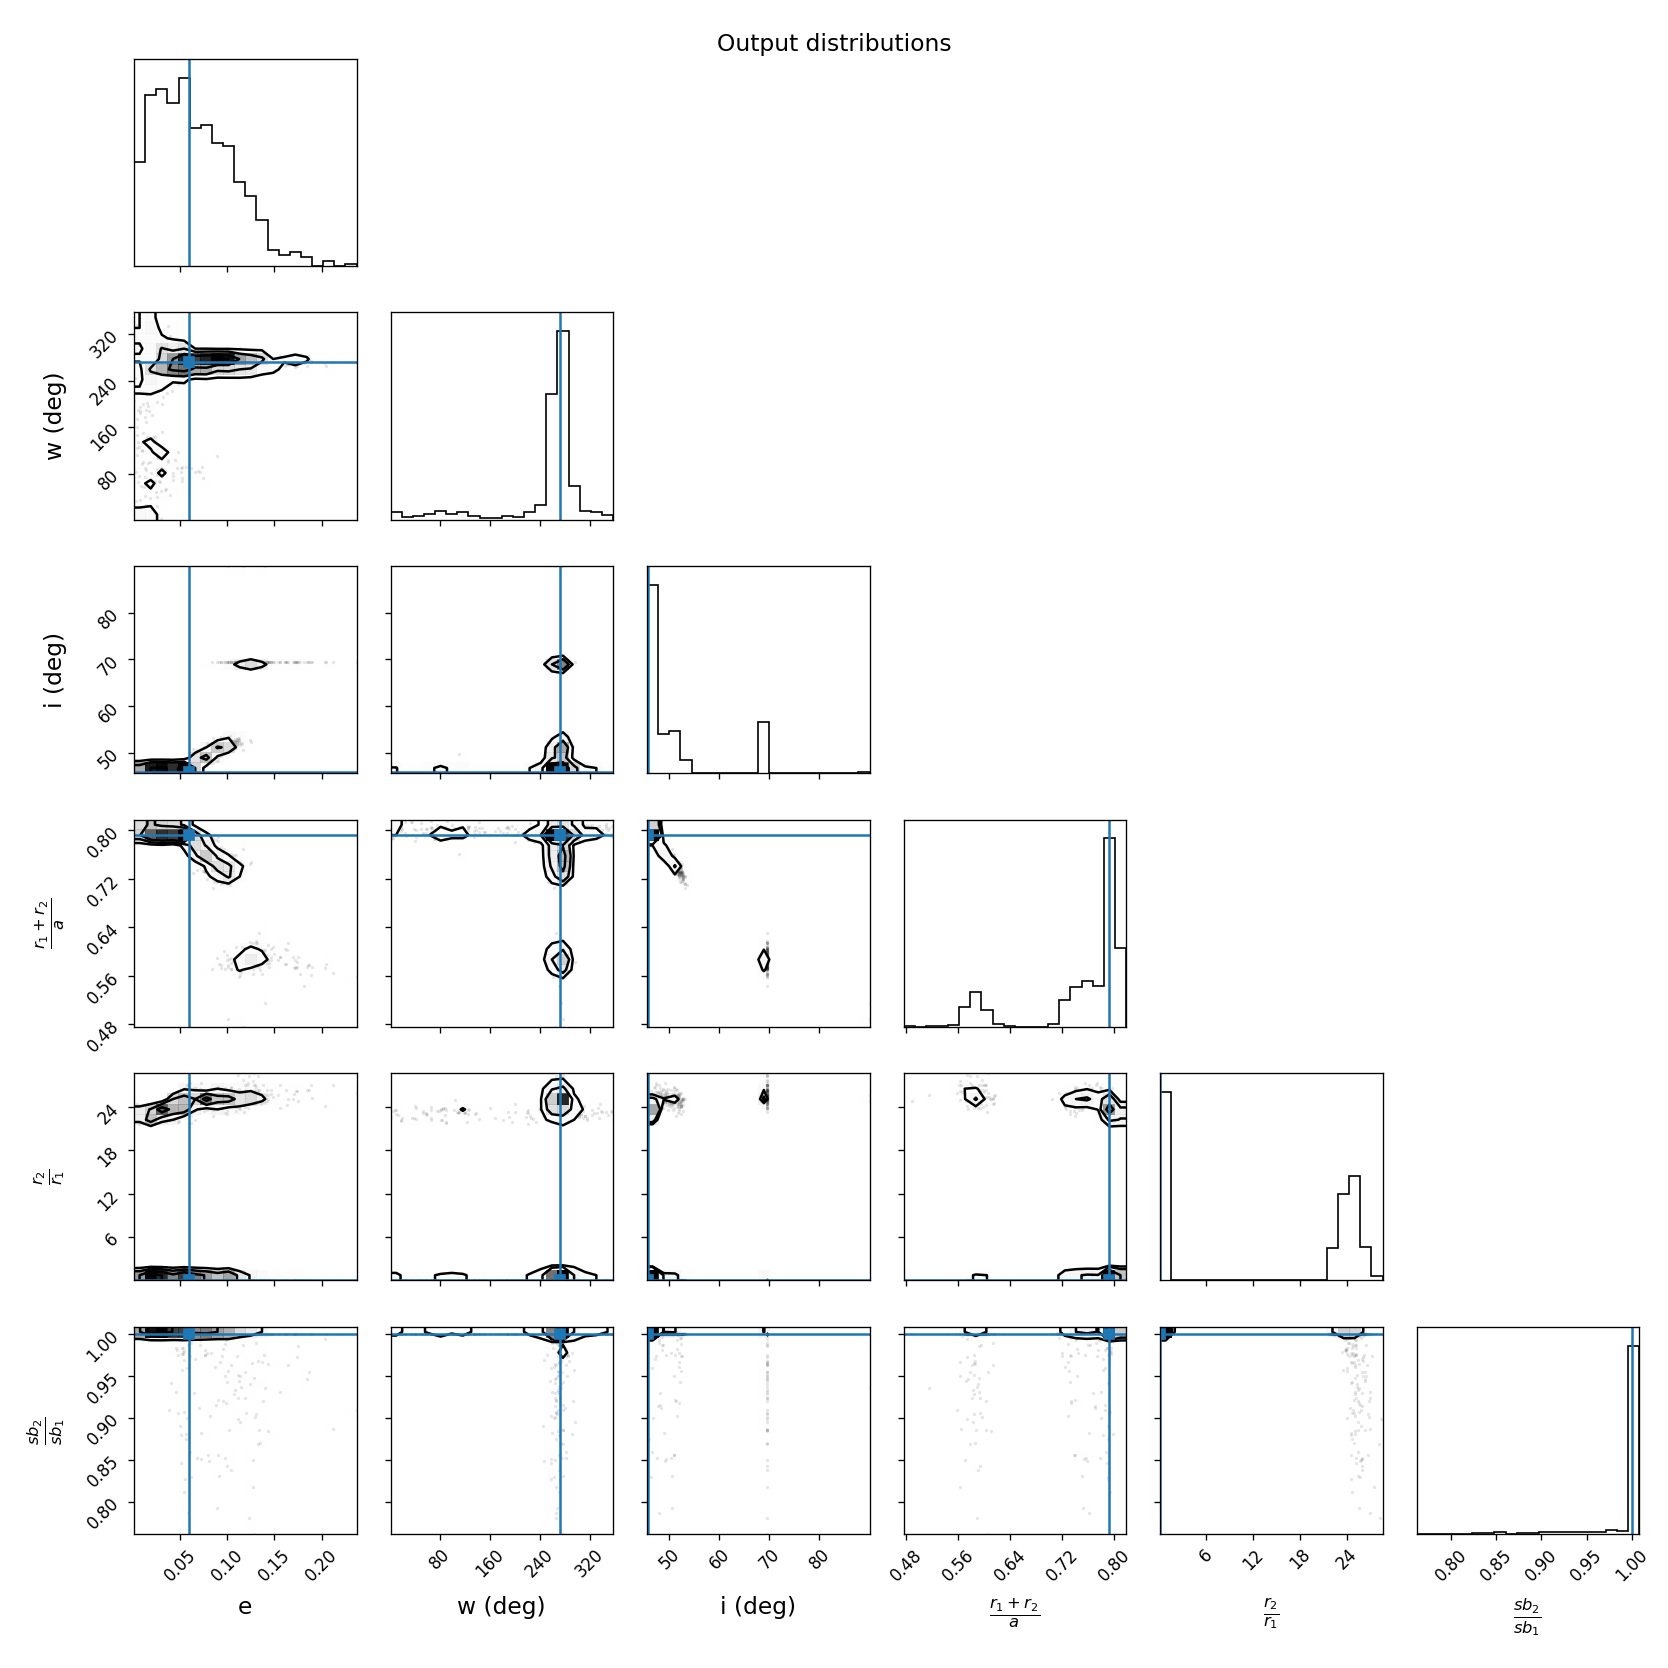 Output distributions
320
240
160
80
w (deg)
80
70
60
50
i (deg)
0.80
0.72
0.64
0.56
0.48
r₁ + r₂
a
24
18
12
6
r₂
r₁
1.00
0.95
0.90
0.85
0.80
sb₂
sb₁
0.05 0.10 0.15 0.20
80 160 240 320
50 60 70 80
0.48 0.56 0.64 0.72 0.80
6 12 18 24
0.80 0.85 0.90 0.95 1.00
e
w (deg)
i (deg)
r₁ + r₂
a
r₂
r₁
sb₂
sb₁